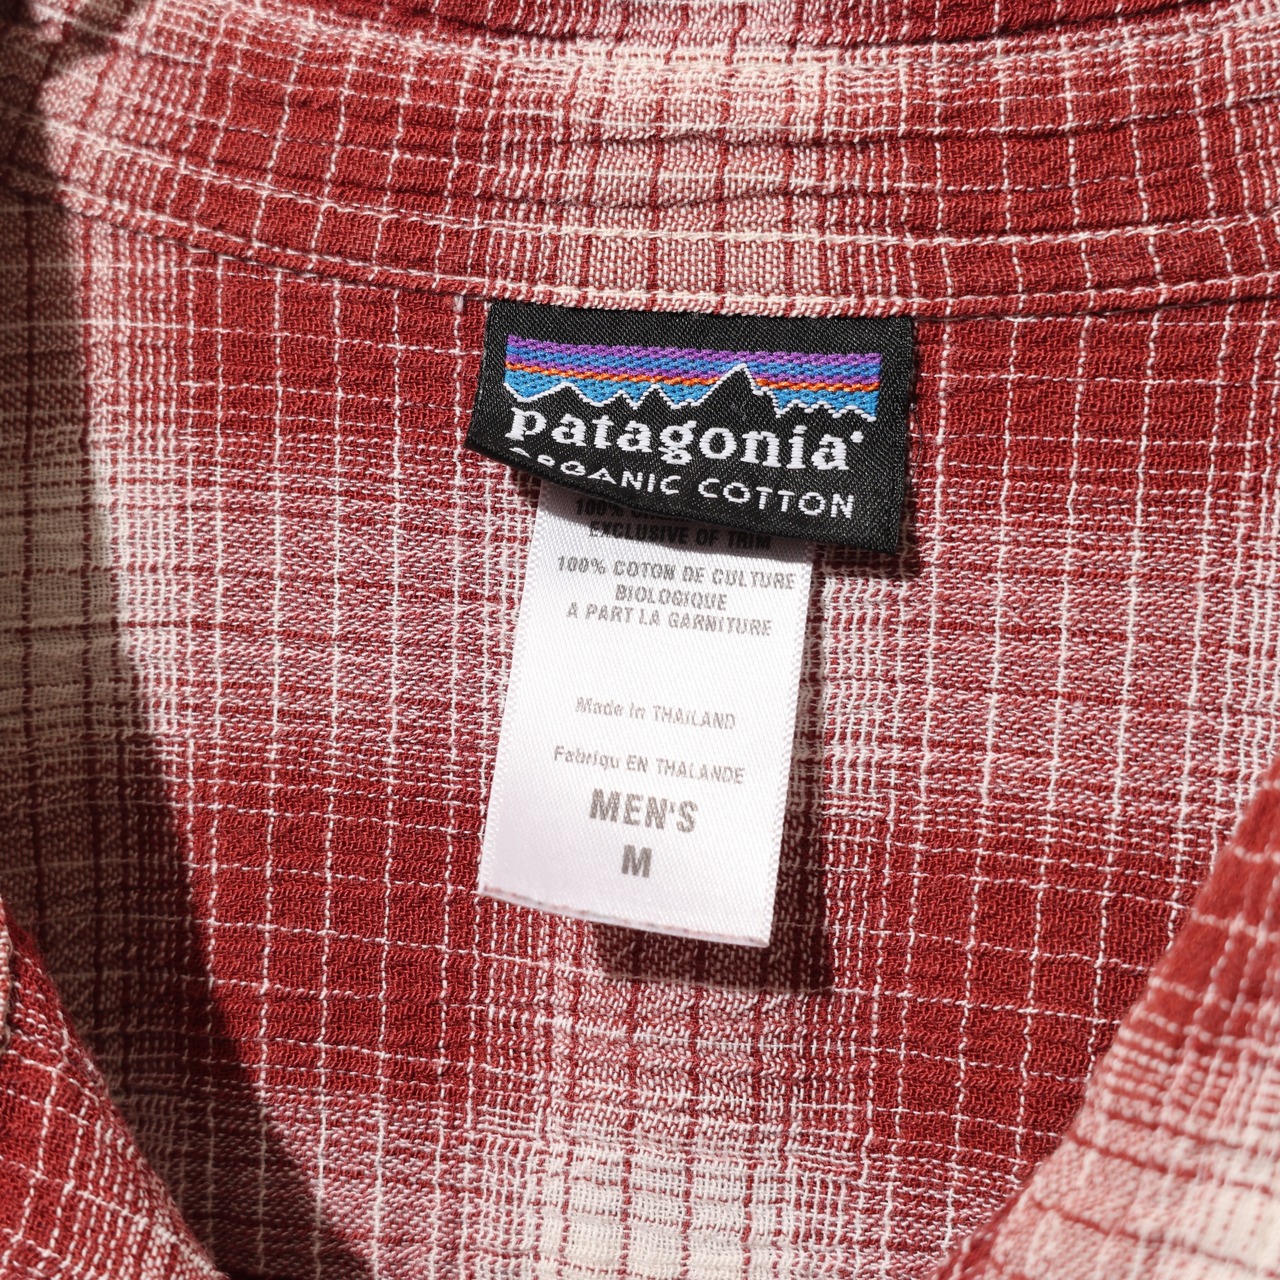 patagonia
ORGANIC COTTON
100%
EXCLUSIVE OF TRIM
100% COTON DE CULTURE
BIOLOGIQUE
A PART LA GARNITURE
Made in THAILAND
Fabriqu EN THALANDE
MEN'S
M